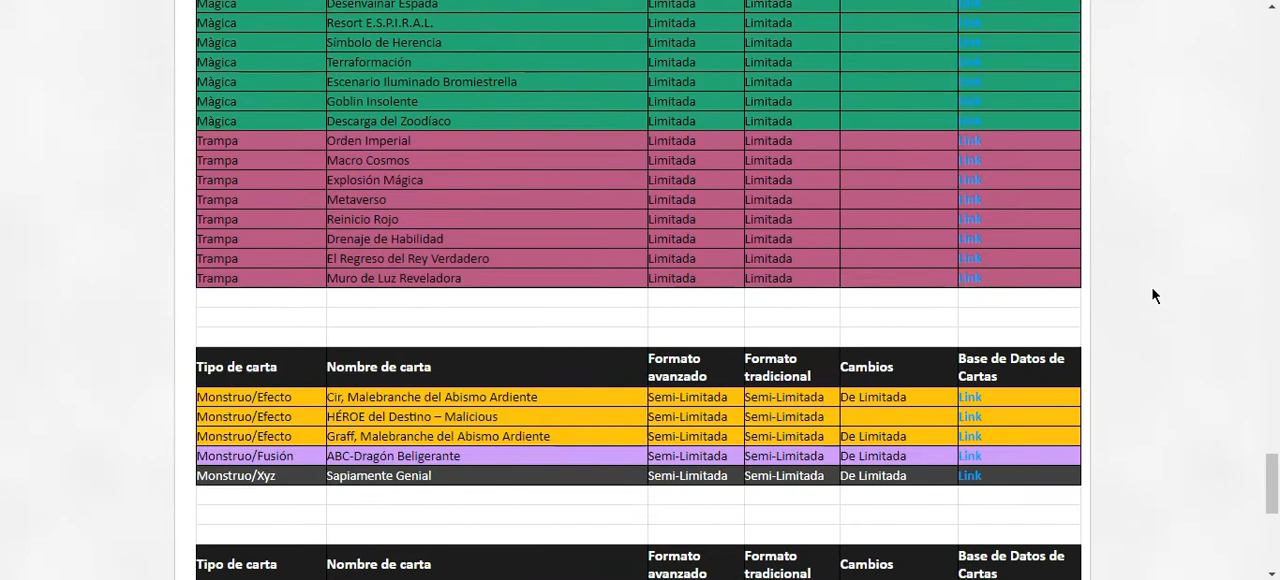 Màgica Desenvainar Espada Limitada Limitada Link
Màgica Resort E.S.P.I.R.A.L. Limitada Limitada Link
Màgica Símbolo de Herencia Limitada Limitada Link
Màgica Terraformación Limitada Limitada Link
Màgica Escenario Iluminado Bromiestrella Limitada Limitada Link
Màgica Goblin Insolente Limitada Limitada Link
Màgica Descarga del Zoodíaco Limitada Limitada Link
Trampa Orden Imperial Limitada Limitada Link
Trampa Macro Cosmos Limitada Limitada Link
Trampa Explosión Mágica Limitada Limitada Link
Trampa Metaverso Limitada Limitada Link
Trampa Reinicio Rojo Limitada Limitada Link
Trampa Drenaje de Habilidad Limitada Limitada Link
Trampa El Regreso del Rey Verdadero Limitada Limitada Link
Trampa Muro de Luz Reveladora Limitada Limitada Link
Tipo de carta Nombre de carta Formato avanzado Formato tradicional Cambios Base de Datos de Cartas
Monstruo/Efecto Cir, Malebranche del Abismo Ardiente Semi-Limitada Semi-Limitada De Limitada Link
Monstruo/Efecto HÉROE del Destino – Malicious Semi-Limitada Semi-Limitada Link
Monstruo/Efecto Graff, Malebranche del Abismo Ardiente Semi-Limitada Semi-Limitada De Limitada Link
Monstruo/Fusión ABC-Dragón Beligerante Semi-Limitada Semi-Limitada De Limitada Link
Monstruo/Xyz Sapiamente Genial Semi-Limitada Semi-Limitada De Limitada Link
Tipo de carta Nombre de carta Formato avanzado Formato tradicional Cambios Base de Datos de Cartas